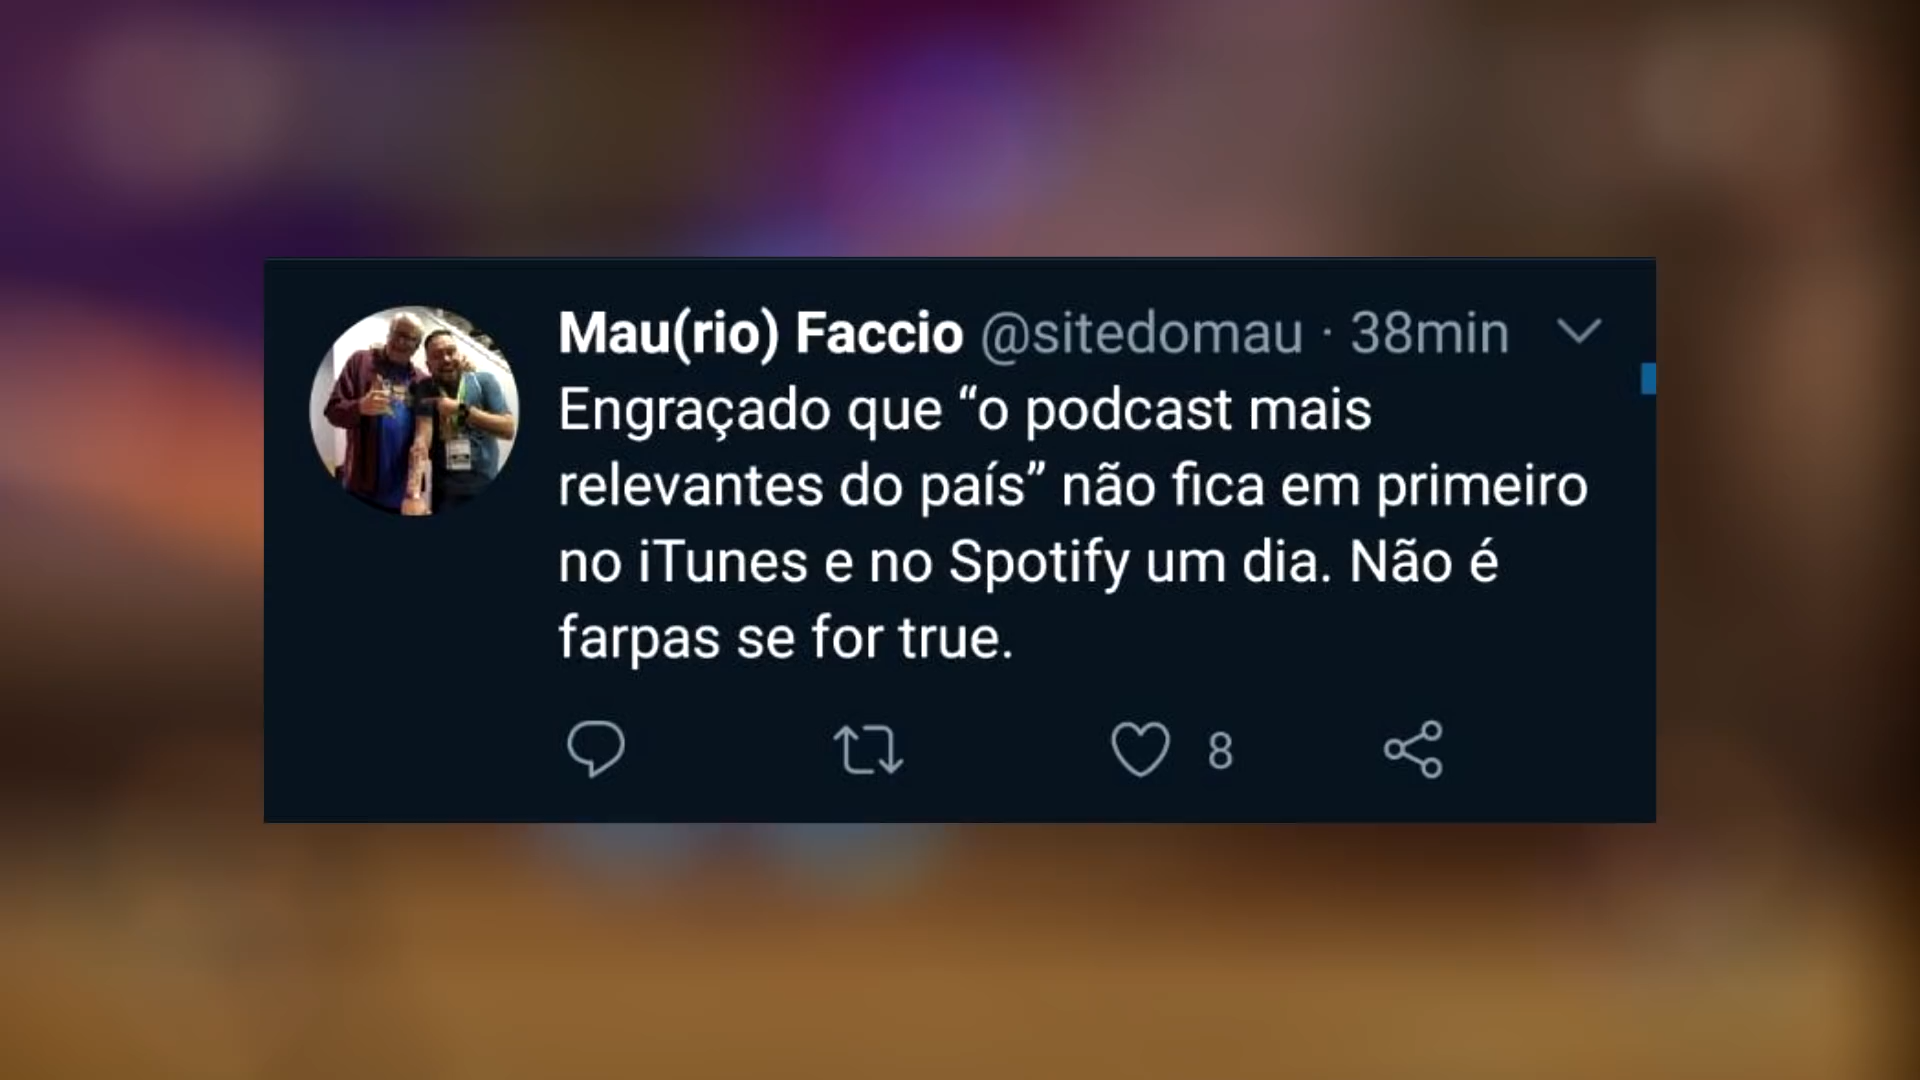 Mau(rio) Faccio @sitedomau · 38min
Engraçado que “o podcast mais
relevantes do país” não fica em primeiro
no iTunes e no Spotify um dia. Não é
farpas se for true.
8